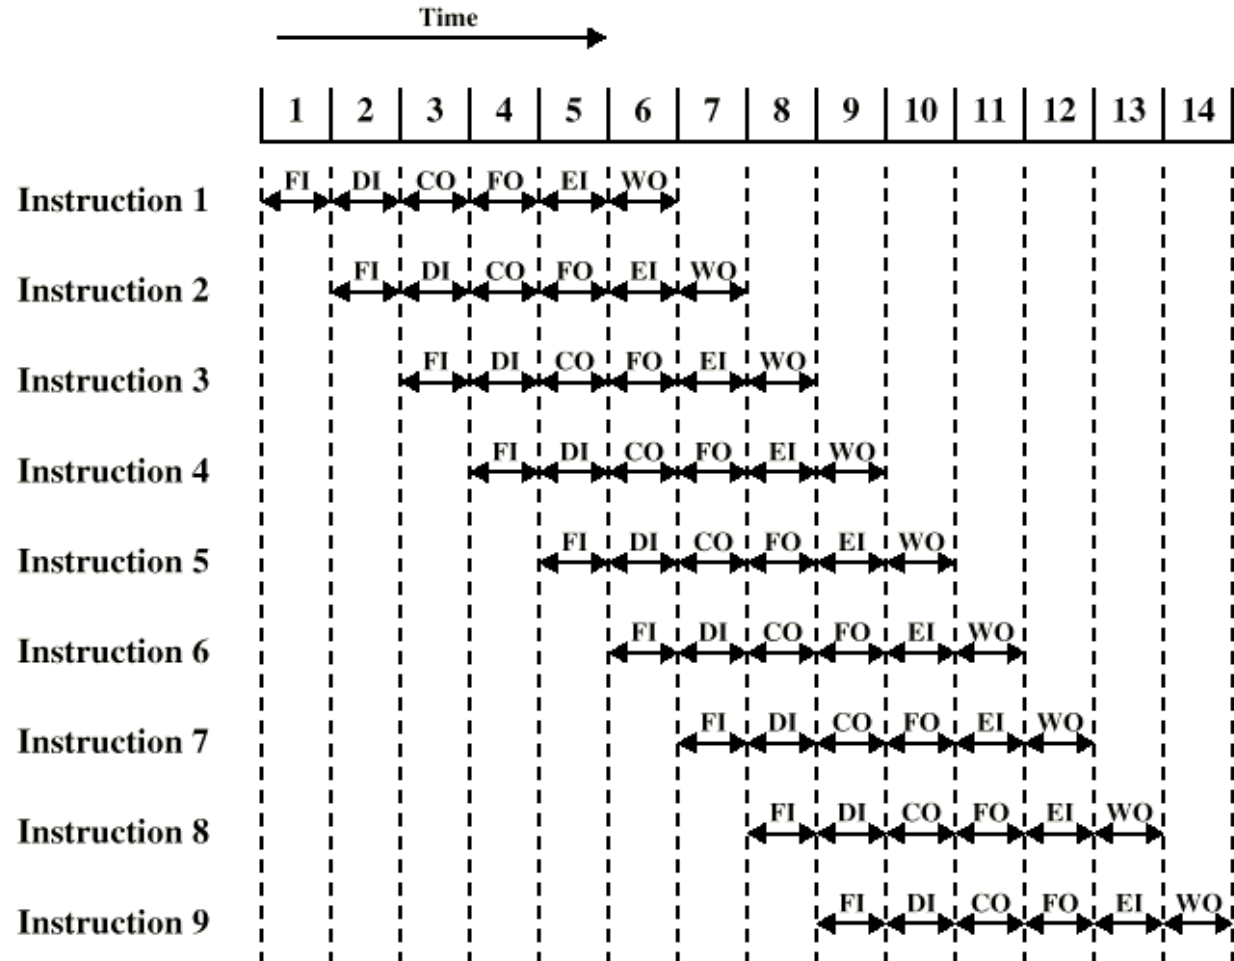 Time
1 2 3 4 5 6 7 8 9 10 11 12 13 14
Instruction 1 FI DI CO FO EI WO
Instruction 2 FI DI CO FO EI WO
Instruction 3 FI DI CO FO EI WO
Instruction 4 FI DI CO FO EI WO
Instruction 5 FI DI CO FO EI WO
Instruction 6 FI DI CO FO EI WO
Instruction 7 FI DI CO FO EI WO
Instruction 8 FI DI CO FO EI WO
Instruction 9 FI DI CO FO EI WO